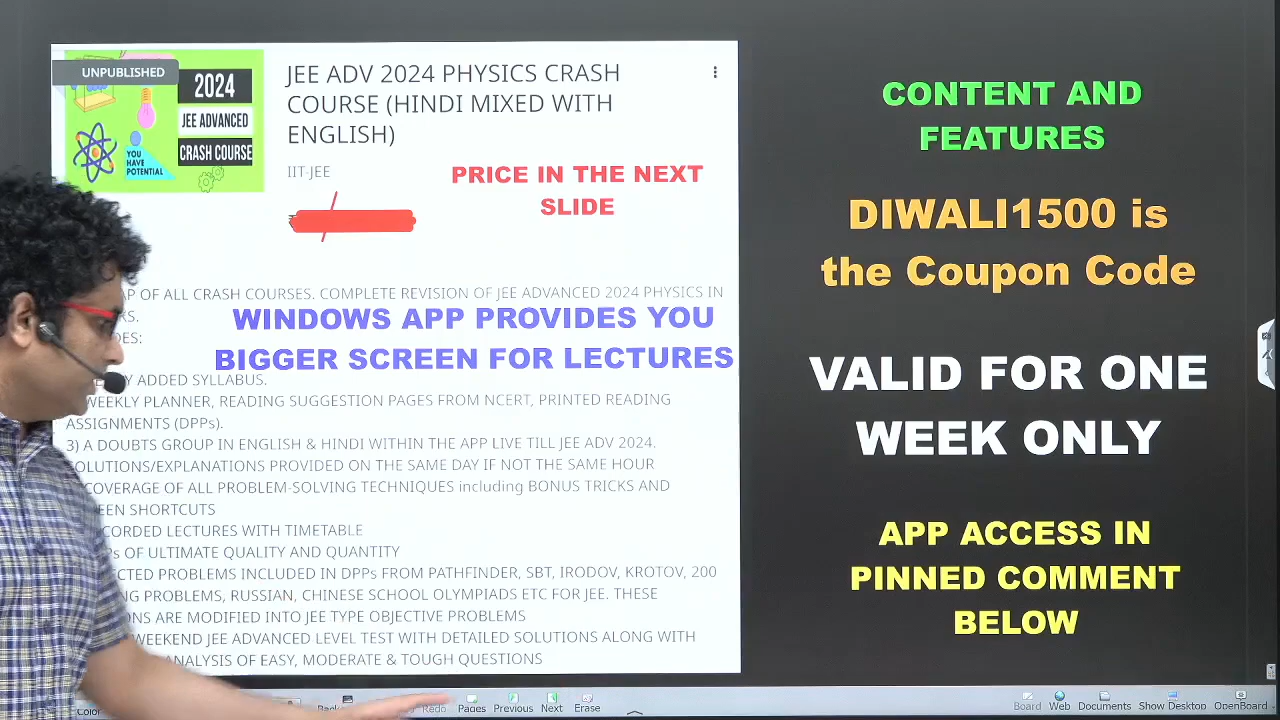 UNPUBLISHED
2024
JEE ADVANCED
CRASH COURSE
YOU
HAVE
POTENTIAL
JEE ADV 2024 PHYSICS CRASH
COURSE (HINDI MIXED WITH
ENGLISH)
IIT-JEE
PRICE IN THE NEXT
SLIDE
OF ALL CRASH COURSES. COMPLETE REVISION OF JEE ADVANCED 2024 PHYSICS IN
WINDOWS APP PROVIDES YOU
BIGGER SCREEN FOR LECTURES
ADDED SYLLABUS.
WEEKLY PLANNER, READING SUGGESTION PAGES FROM NCERT, PRINTED READING
ASSIGNMENTS (DPPs).
3) A DOUBTS GROUP IN ENGLISH & HINDI WITHIN THE APP LIVE TILL JEE ADV 2024.
SOLUTIONS/EXPLANATIONS PROVIDED ON THE SAME DAY IF NOT THE SAME HOUR
COVERAGE OF ALL PROBLEM-SOLVING TECHNIQUES including BONUS TRICKS AND
SHORTCUTS
LECTURES WITH TIMETABLE
OF ULTIMATE QUALITY AND QUANTITY
PROBLEMS INCLUDED IN DPPs FROM PATHFINDER, SBT, IRODOV, KROTOV, 200
PROBLEMS, RUSSIAN, CHINESE SCHOOL OLYMPIADS ETC FOR JEE. THESE
ARE MODIFIED INTO JEE TYPE OBJECTIVE PROBLEMS
WEEKEND JEE ADVANCED LEVEL TEST WITH DETAILED SOLUTIONS ALONG WITH
ANALYSIS OF EASY, MODERATE & TOUGH QUESTIONS
CONTENT AND
FEATURES
DIWALI1500 is
the Coupon Code
VALID FOR ONE
WEEK ONLY
APP ACCESS IN
PINNED COMMENT
BELOW
Redo Pages Previous Next Erase
Board Web Documents Show Desktop OpenBoard